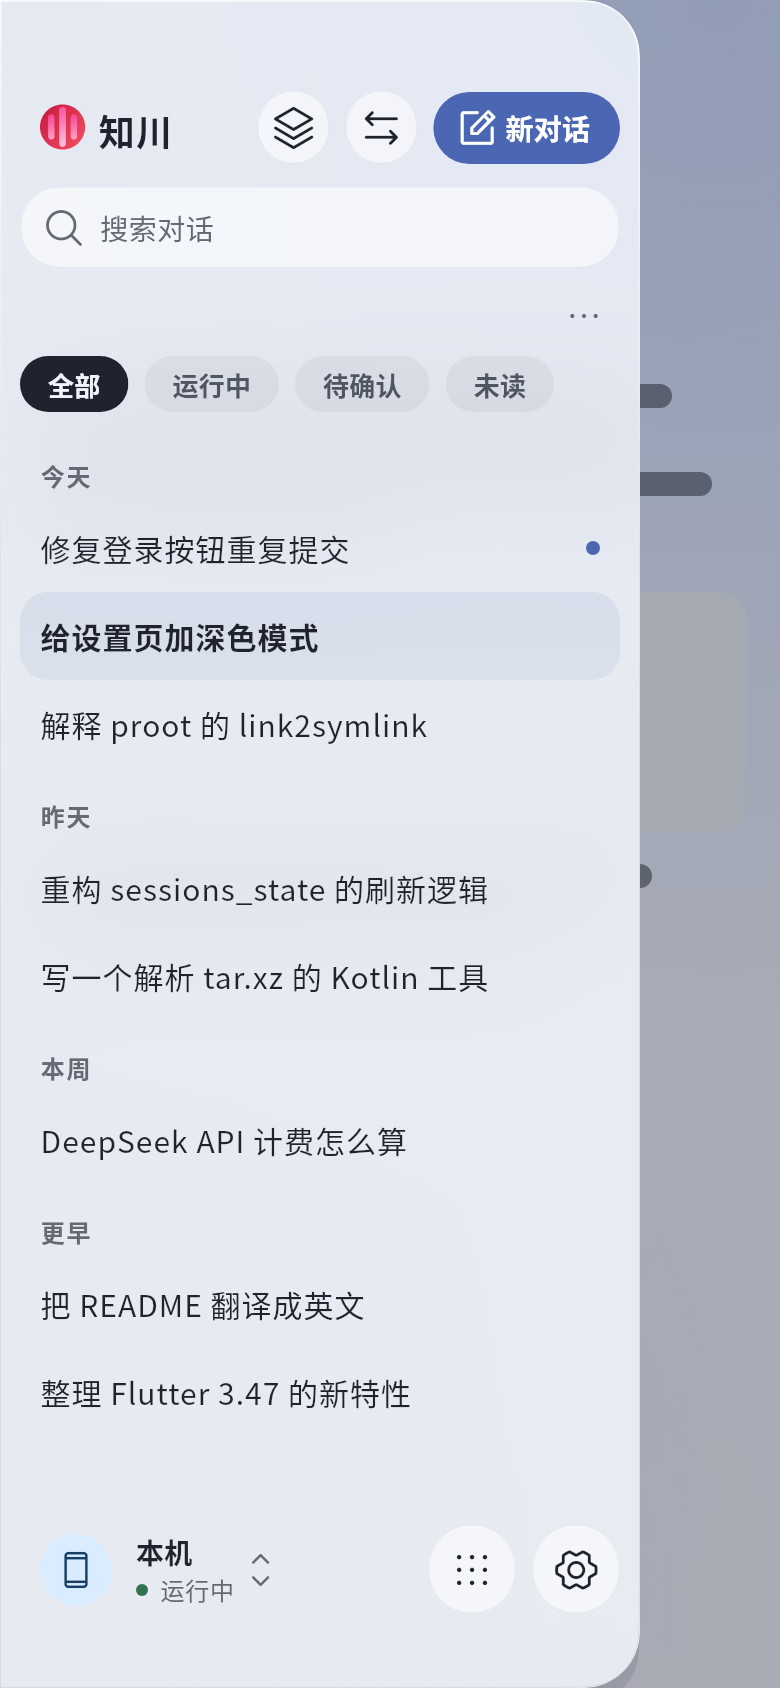 知川
新对话
搜索对话
全部 运行中 待确认 未读
今天
修复登录按钮重复提交
给设置页加深色模式
解释 proot 的 link2symlink
昨天
重构 sessions_state 的刷新逻辑
写一个解析 tar.xz 的 Kotlin 工具
本周
DeepSeek API 计费怎么算
更早
把 README 翻译成英文
整理 Flutter 3.47 的新特性
本机
运行中